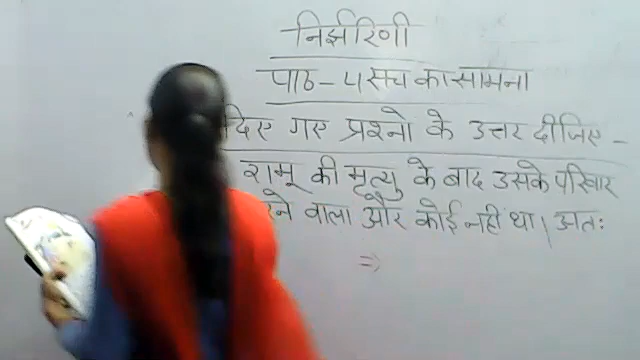 निर्झरिणी
पाठ - 4 सच का सामना
दिए गए प्रश्नो के उत्तर दीजिए -
रामू की मृत्यु के बाद उसके परिवार
वाला और कोई नही था। अतः
⇒